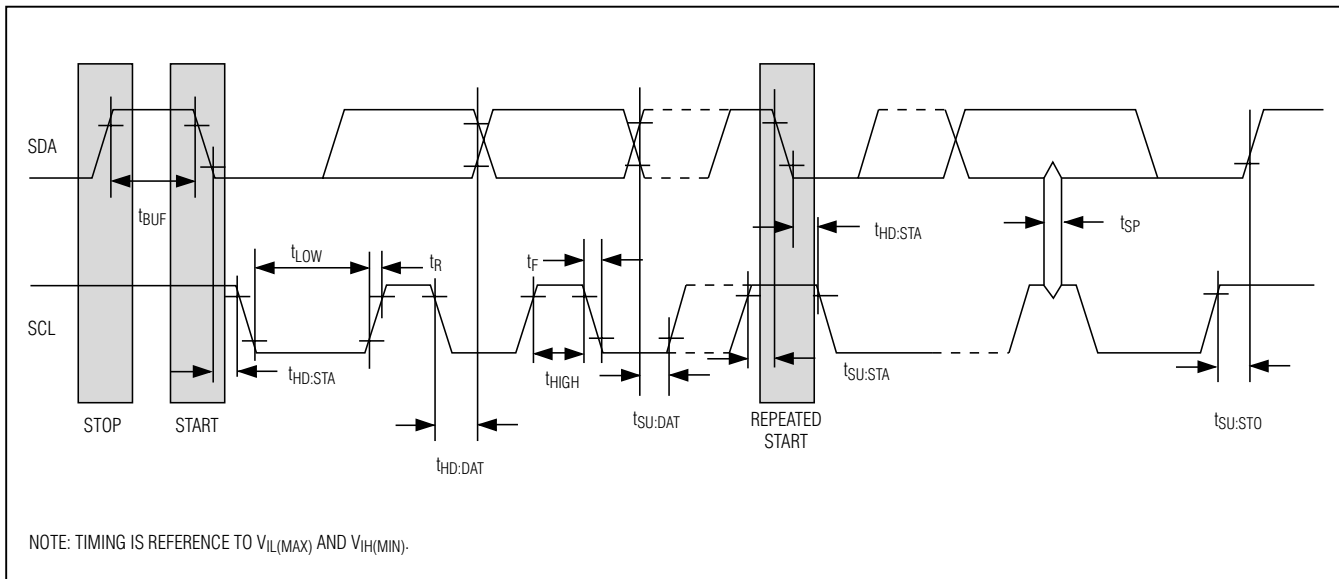 SDA
tBUF
tLOW
tR
tF
tHD:STA
tSP
SCL
tHD:STA
tHIGH
tSU:STA
STOP
START
tSU:DAT
REPEATED
START
tSU:STO
tHD:DAT
NOTE: TIMING IS REFERENCE TO VIL(MAX) AND VIH(MIN).